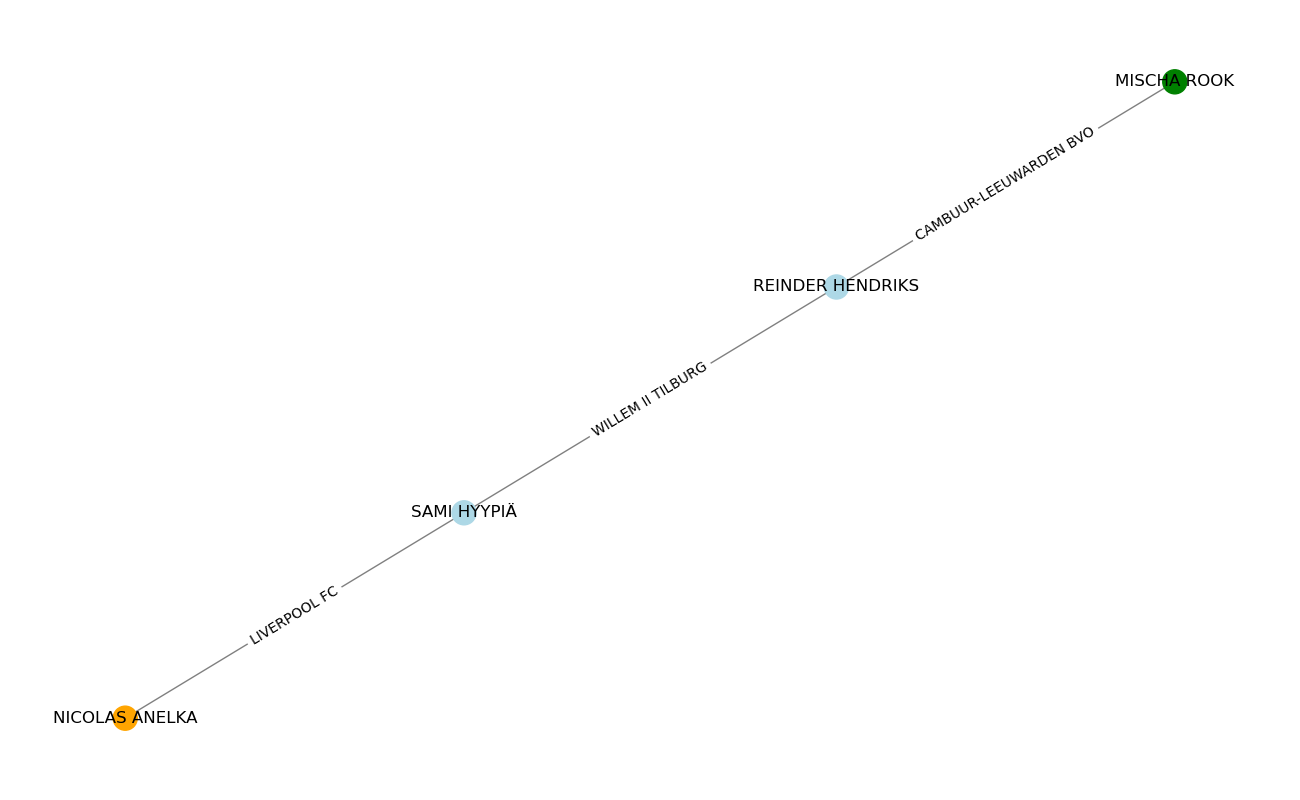 MISCHA ROOK
CAMBUUR-LEEUWARDEN BVO
REINDER HENDRIKS
WILLEM II TILBURG
SAMI HYYPIÄ
LIVERPOOL FC
NICOLAS ANELKA